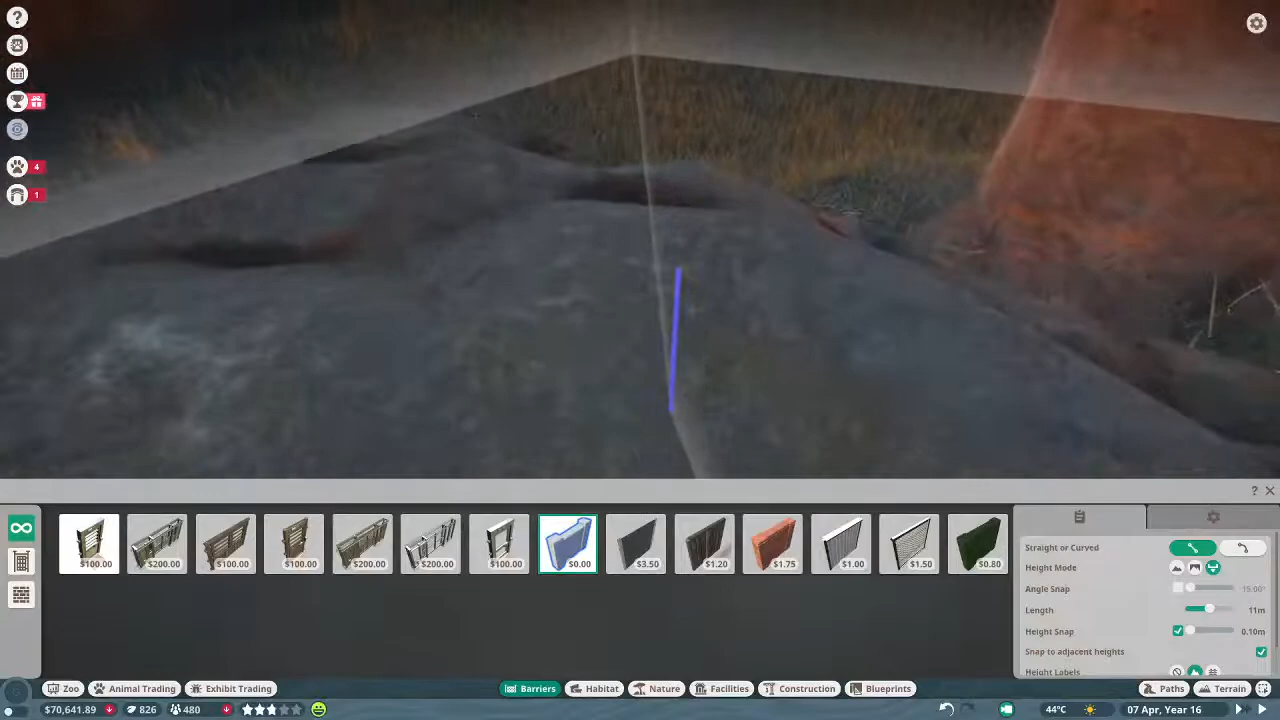 ?
4
1
? ×
$100.00 $200.00 $100.00 $100.00 $200.00 $200.00 $100.00 $0.00 $3.50 $1.20 $1.75 $1.00 $1.50 $0.80
Straight or Curved
Height Mode
Angle Snap 15.00°
Length 11m
Height Snap 0.10m
Snap to adjacent heights
Height Labels
Zoo Animal Trading Exhibit Trading Barriers Habitat Nature Facilities Construction Blueprints Paths Terrain
$70,641.89 826 480 44°C 07 Apr, Year 16